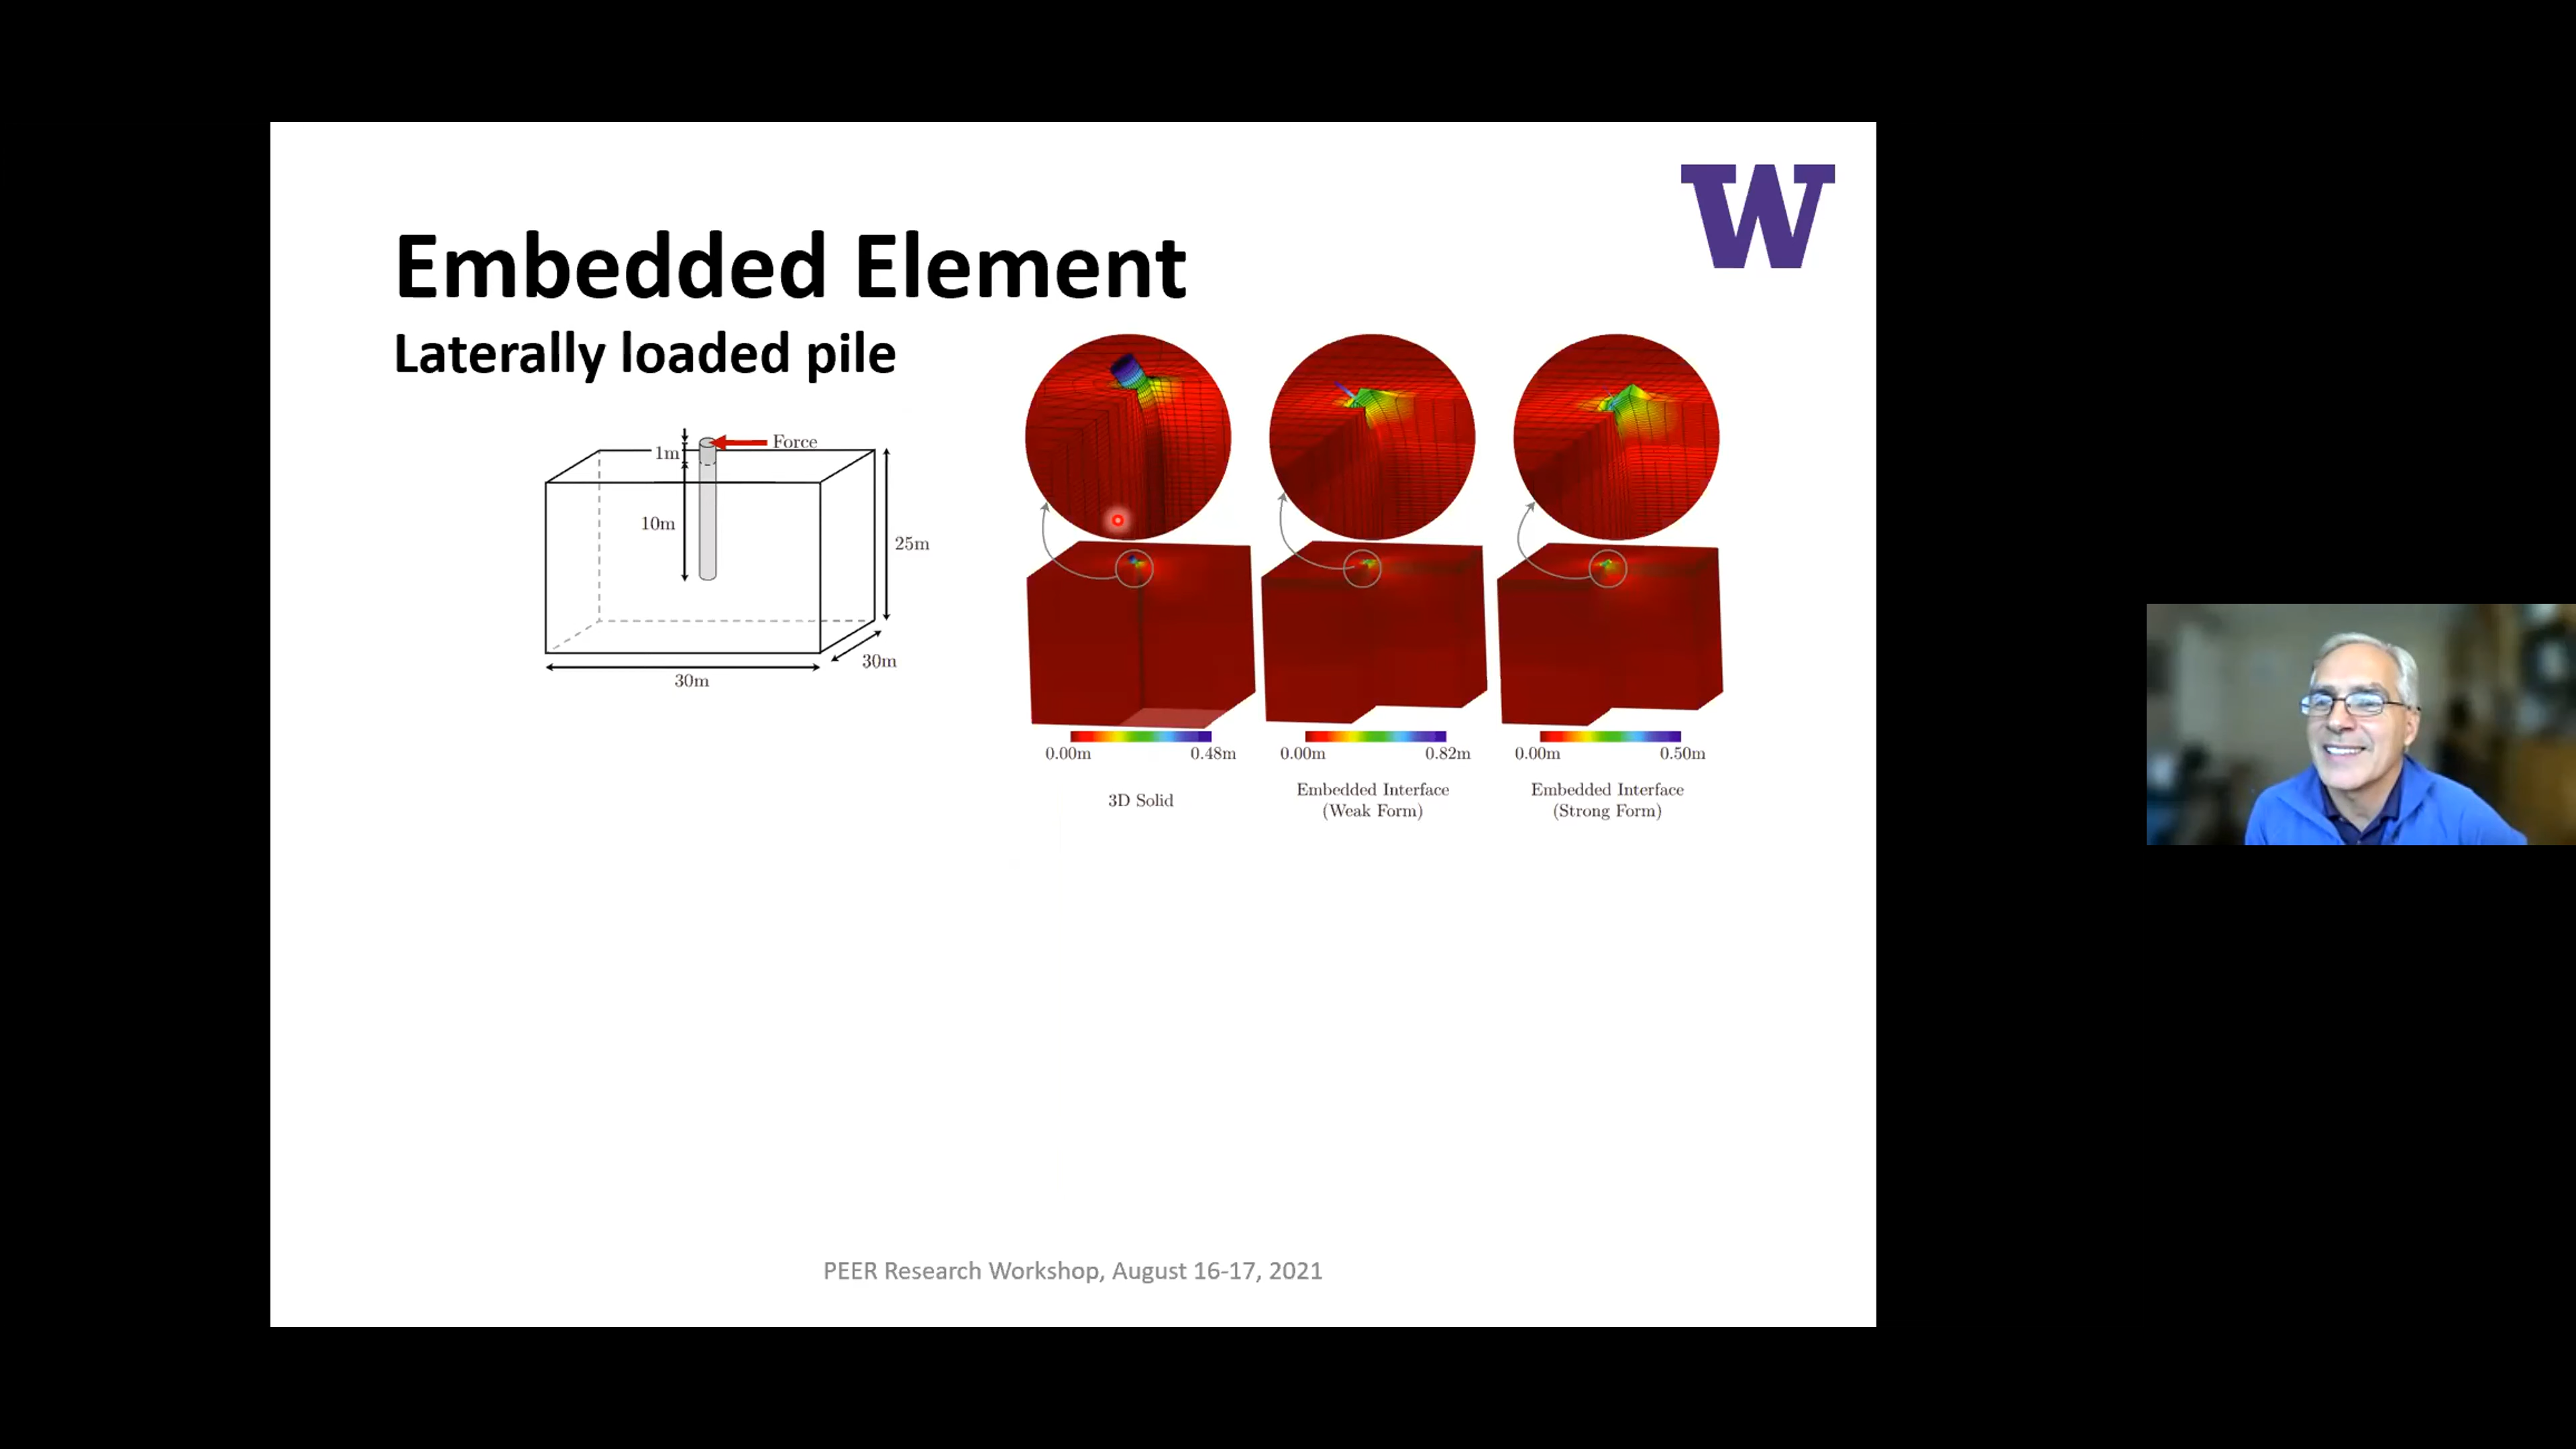 W
Embedded Element
Laterally loaded pile
Force
1m
10m
25m
30m
30m
0.00m 0.48m
0.00m 0.82m
0.00m 0.50m
3D Solid
Embedded Interface
(Weak Form)
Embedded Interface
(Strong Form)
PEER Research Workshop, August 16-17, 2021